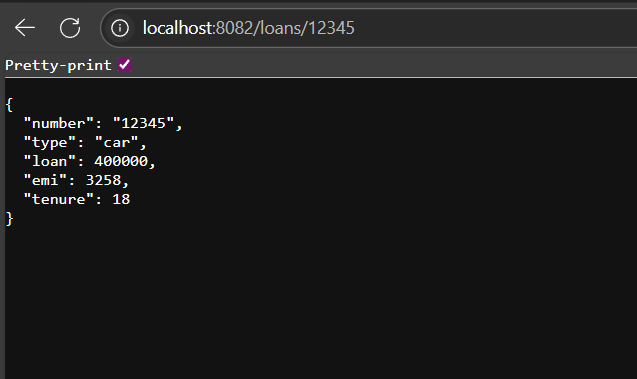 localhost:8082/loans/12345
Pretty-print
{
  "number": "12345",
  "type": "car",
  "loan": 400000,
  "emi": 3258,
  "tenure": 18
}